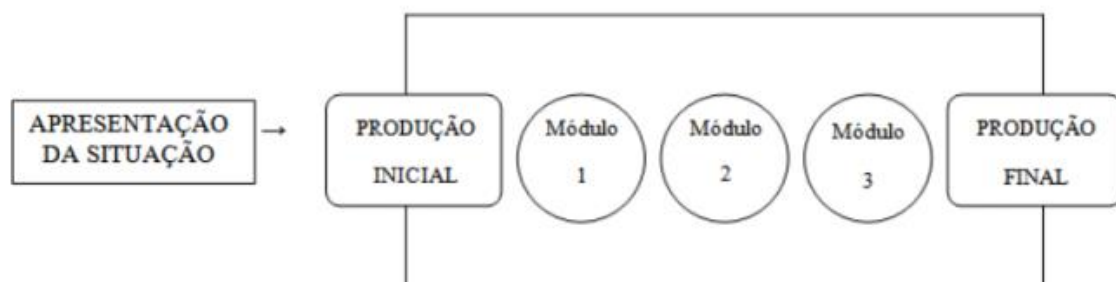 APRESENTAÇÃO
DA SITUAÇÃO
→
PRODUÇÃO
INICIAL
Módulo
1
Módulo
2
Módulo
3
PRODUÇÃO
FINAL